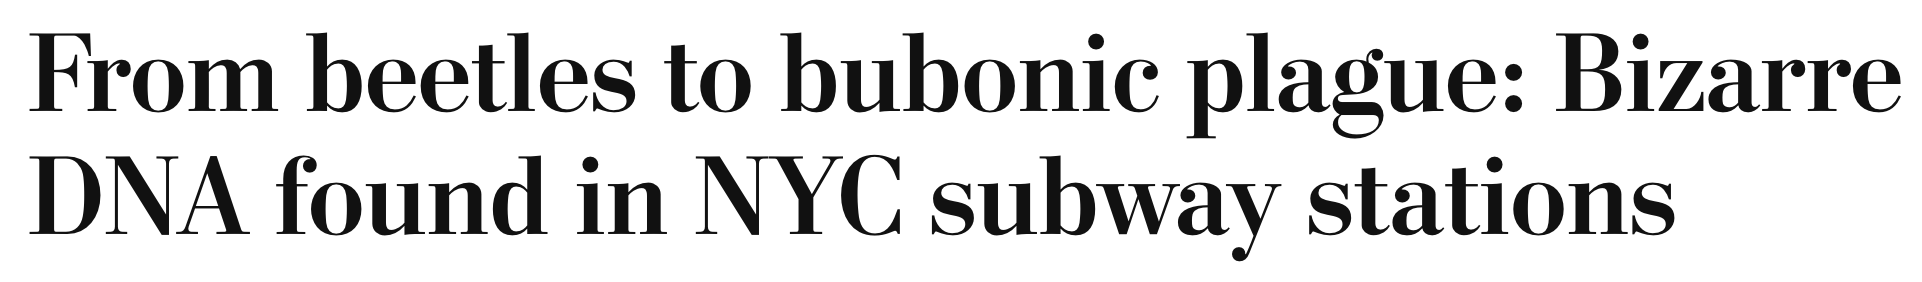 From beetles to bubonic plague: Bizarre
DNA found in NYC subway stations